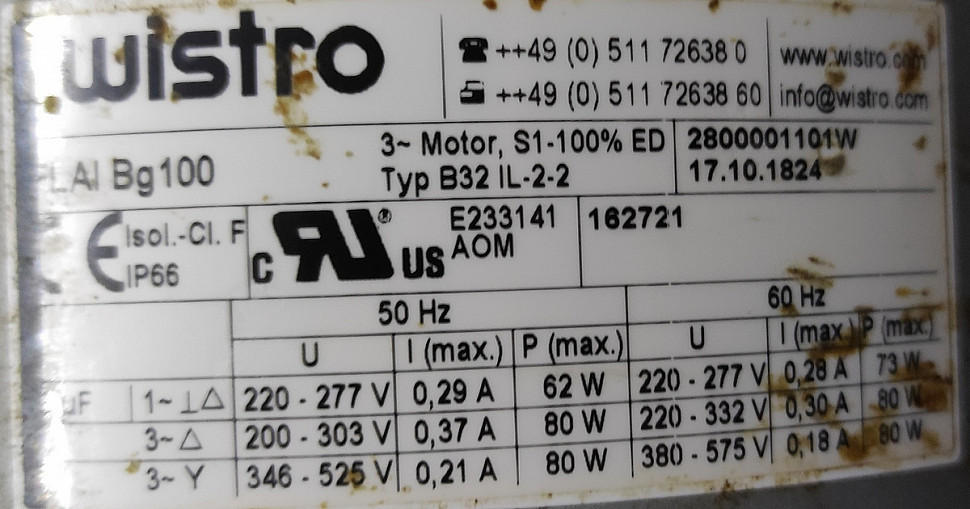 wistro
++49 (0) 511 72638 0
++49 (0) 511 72638 60
www.wistro.com
info@wistro.com
LAI Bg100
3~ Motor, S1-100% ED
Typ B32 IL-2-2
2800001101W
17.10.1824
CE Isol.-Cl. F
IP66
C RU® US
E233141
AOM
162721
50 Hz
60 Hz
U I (max.) P (max.) U I (max.) P (max.)
µF 1~ ⊥ △ 220 - 277 V 0,29 A 62 W 220 - 277 V 0,28 A 73 W
3~ △ 200 - 303 V 0,37 A 80 W 220 - 332 V 0,30 A 80 W
3~ Y 346 - 525 V 0,21 A 80 W 380 - 575 V 0,18 A 80 W